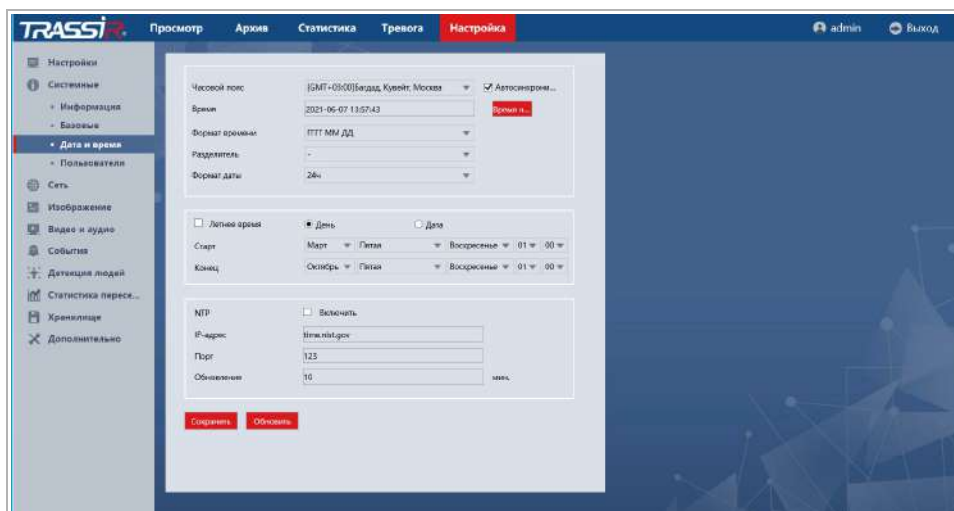 TRASSIR Просмотр Архив Статистика Тревога Настройка admin Выход
Настройки
Системные
Информация
Базовые
Дата и время
Пользователи
Сеть
Изображение
Видео и аудио
События
Детекция людей
Статистика пересе...
Хранилище
Дополнительно
Часовой пояс (GMT+03:00)Багдад, Кувейт, Москва Автосинхрони...
Время 2021-06-07 13:57:43 Время п...
Формат времени ГГГГ ММ ДД
Разделитель -
Формат даты 24ч
Летнее время День Дата
Старт Март Пятая Воскресенье 01 00
Конец Октябрь Пятая Воскресенье 01 00
NTP Включить
IP-адрес time.nist.gov
Порт 123
Обновления 10 мин.
Сохранить Обновить